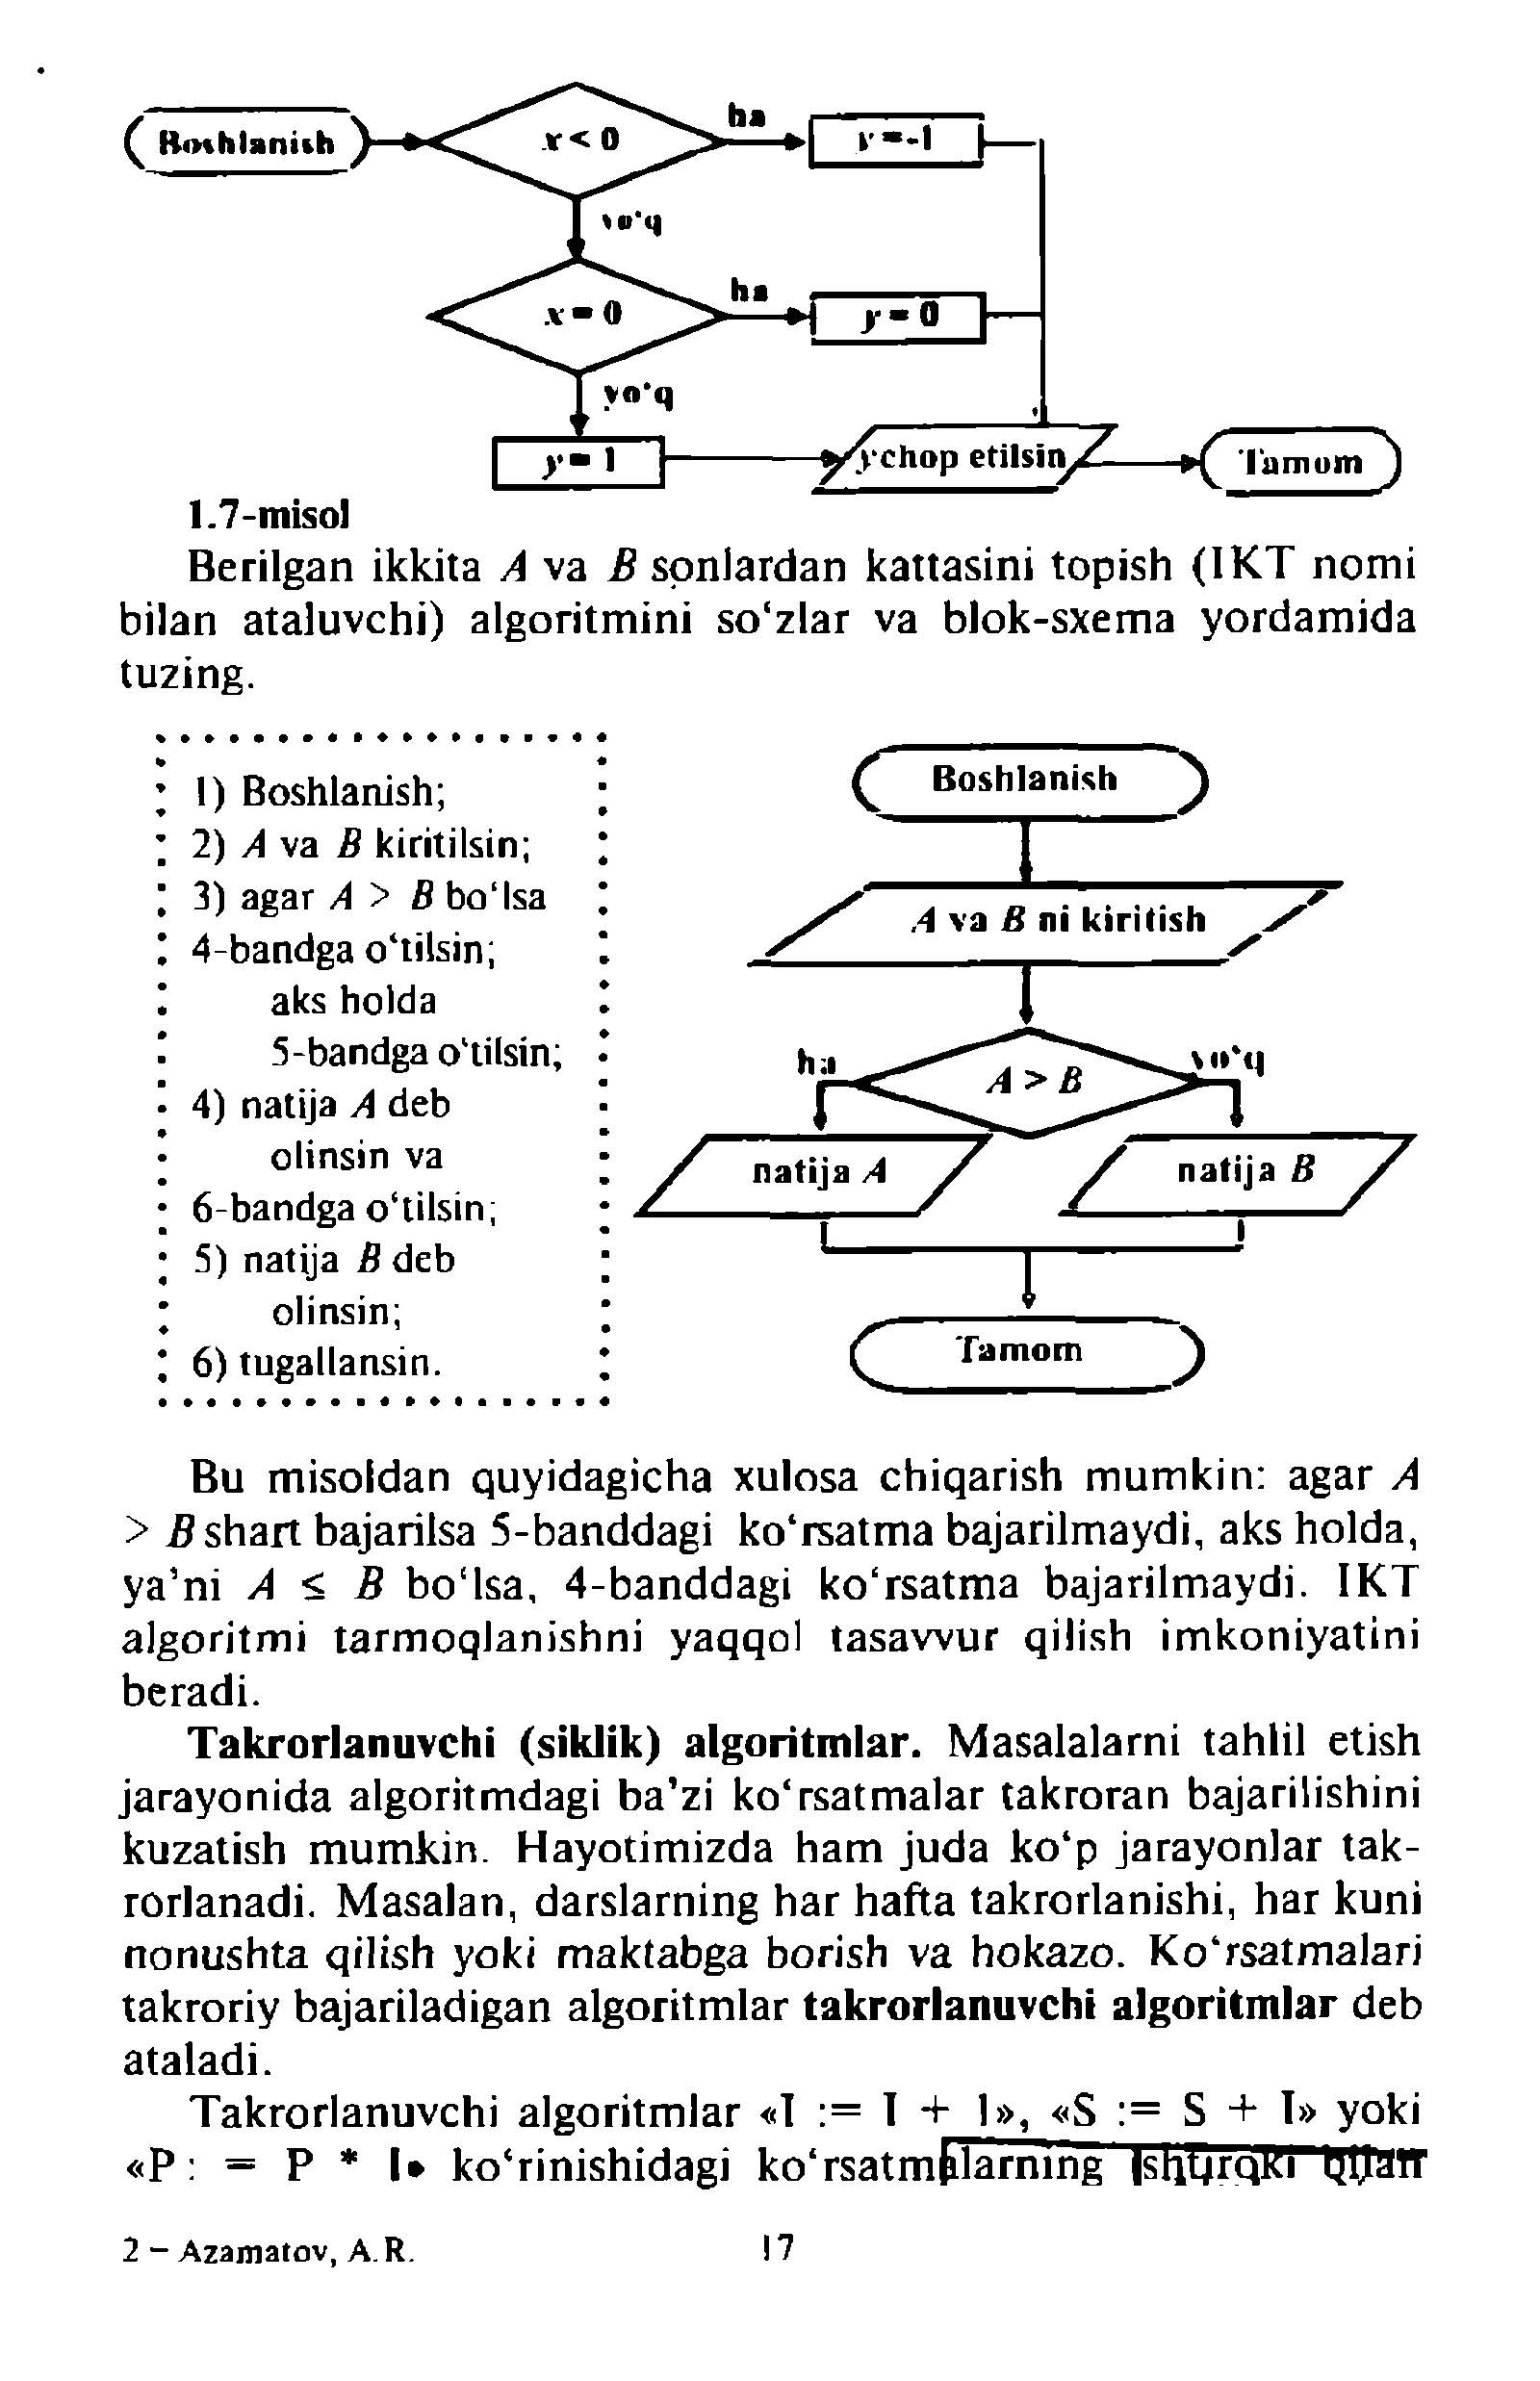 Boshlanish
x < 0
ha
y = -1
yo‘q
x = 0
ha
y = 0
yo‘q
y = 1
y chop etilsin
Tamom
1.7-misol
Berilgan ikkita A va B sonlardan kattasini topish (IKT nomi
bilan ataluvchi) algoritmini so‘zlar va blok-sxema yordamida
tuzing.
1) Boshlanish;
2) A va B kiritilsin;
3) agar A > B bo‘lsa
4-bandga o‘tilsin;
aks holda
5-bandga o‘tilsin;
4) natija A deb
olinsin va
6-bandga o‘tilsin;
5) natija B deb
olinsin;
6) tugallansin.
Boshlanish
A va B ni kiritish
ha
A > B
yo‘q
natija A
natija B
Tamom
Bu misoldan quyidagicha xulosa chiqarish mumkin: agar A
> B shart bajarilsa 5-banddagi ko‘rsatma bajarilmaydi, aks holda,
ya’ni A ≤ B bo‘lsa, 4-banddagi ko‘rsatma bajarilmaydi. IKT
algoritmi tarmoqlanishni yaqqol tasavvur qilish imkoniyatini
beradi.
Takrorlanuvchi (siklik) algoritmlar. Masalalarni tahlil etish
jarayonida algoritmdagi ba’zi ko‘rsatmalar takroran bajarilishini
kuzatish mumkin. Hayotimizda ham juda ko‘p jarayonlar tak-
rorlanadi. Masalan, darslarning har hafta takrorlanishi, har kuni
nonushta qilish yoki maktabga borish va hokazo. Ko‘rsatmalari
takroriy bajariladigan algoritmlar takrorlanuvchi algoritmlar deb
ataladi.
Takrorlanuvchi algoritmlar «I := I + 1», «S := S + I» yoki
«P: = P * I» ko‘rinishidagi ko‘rsatmalarning
2 – Azamatov, A.R.
17